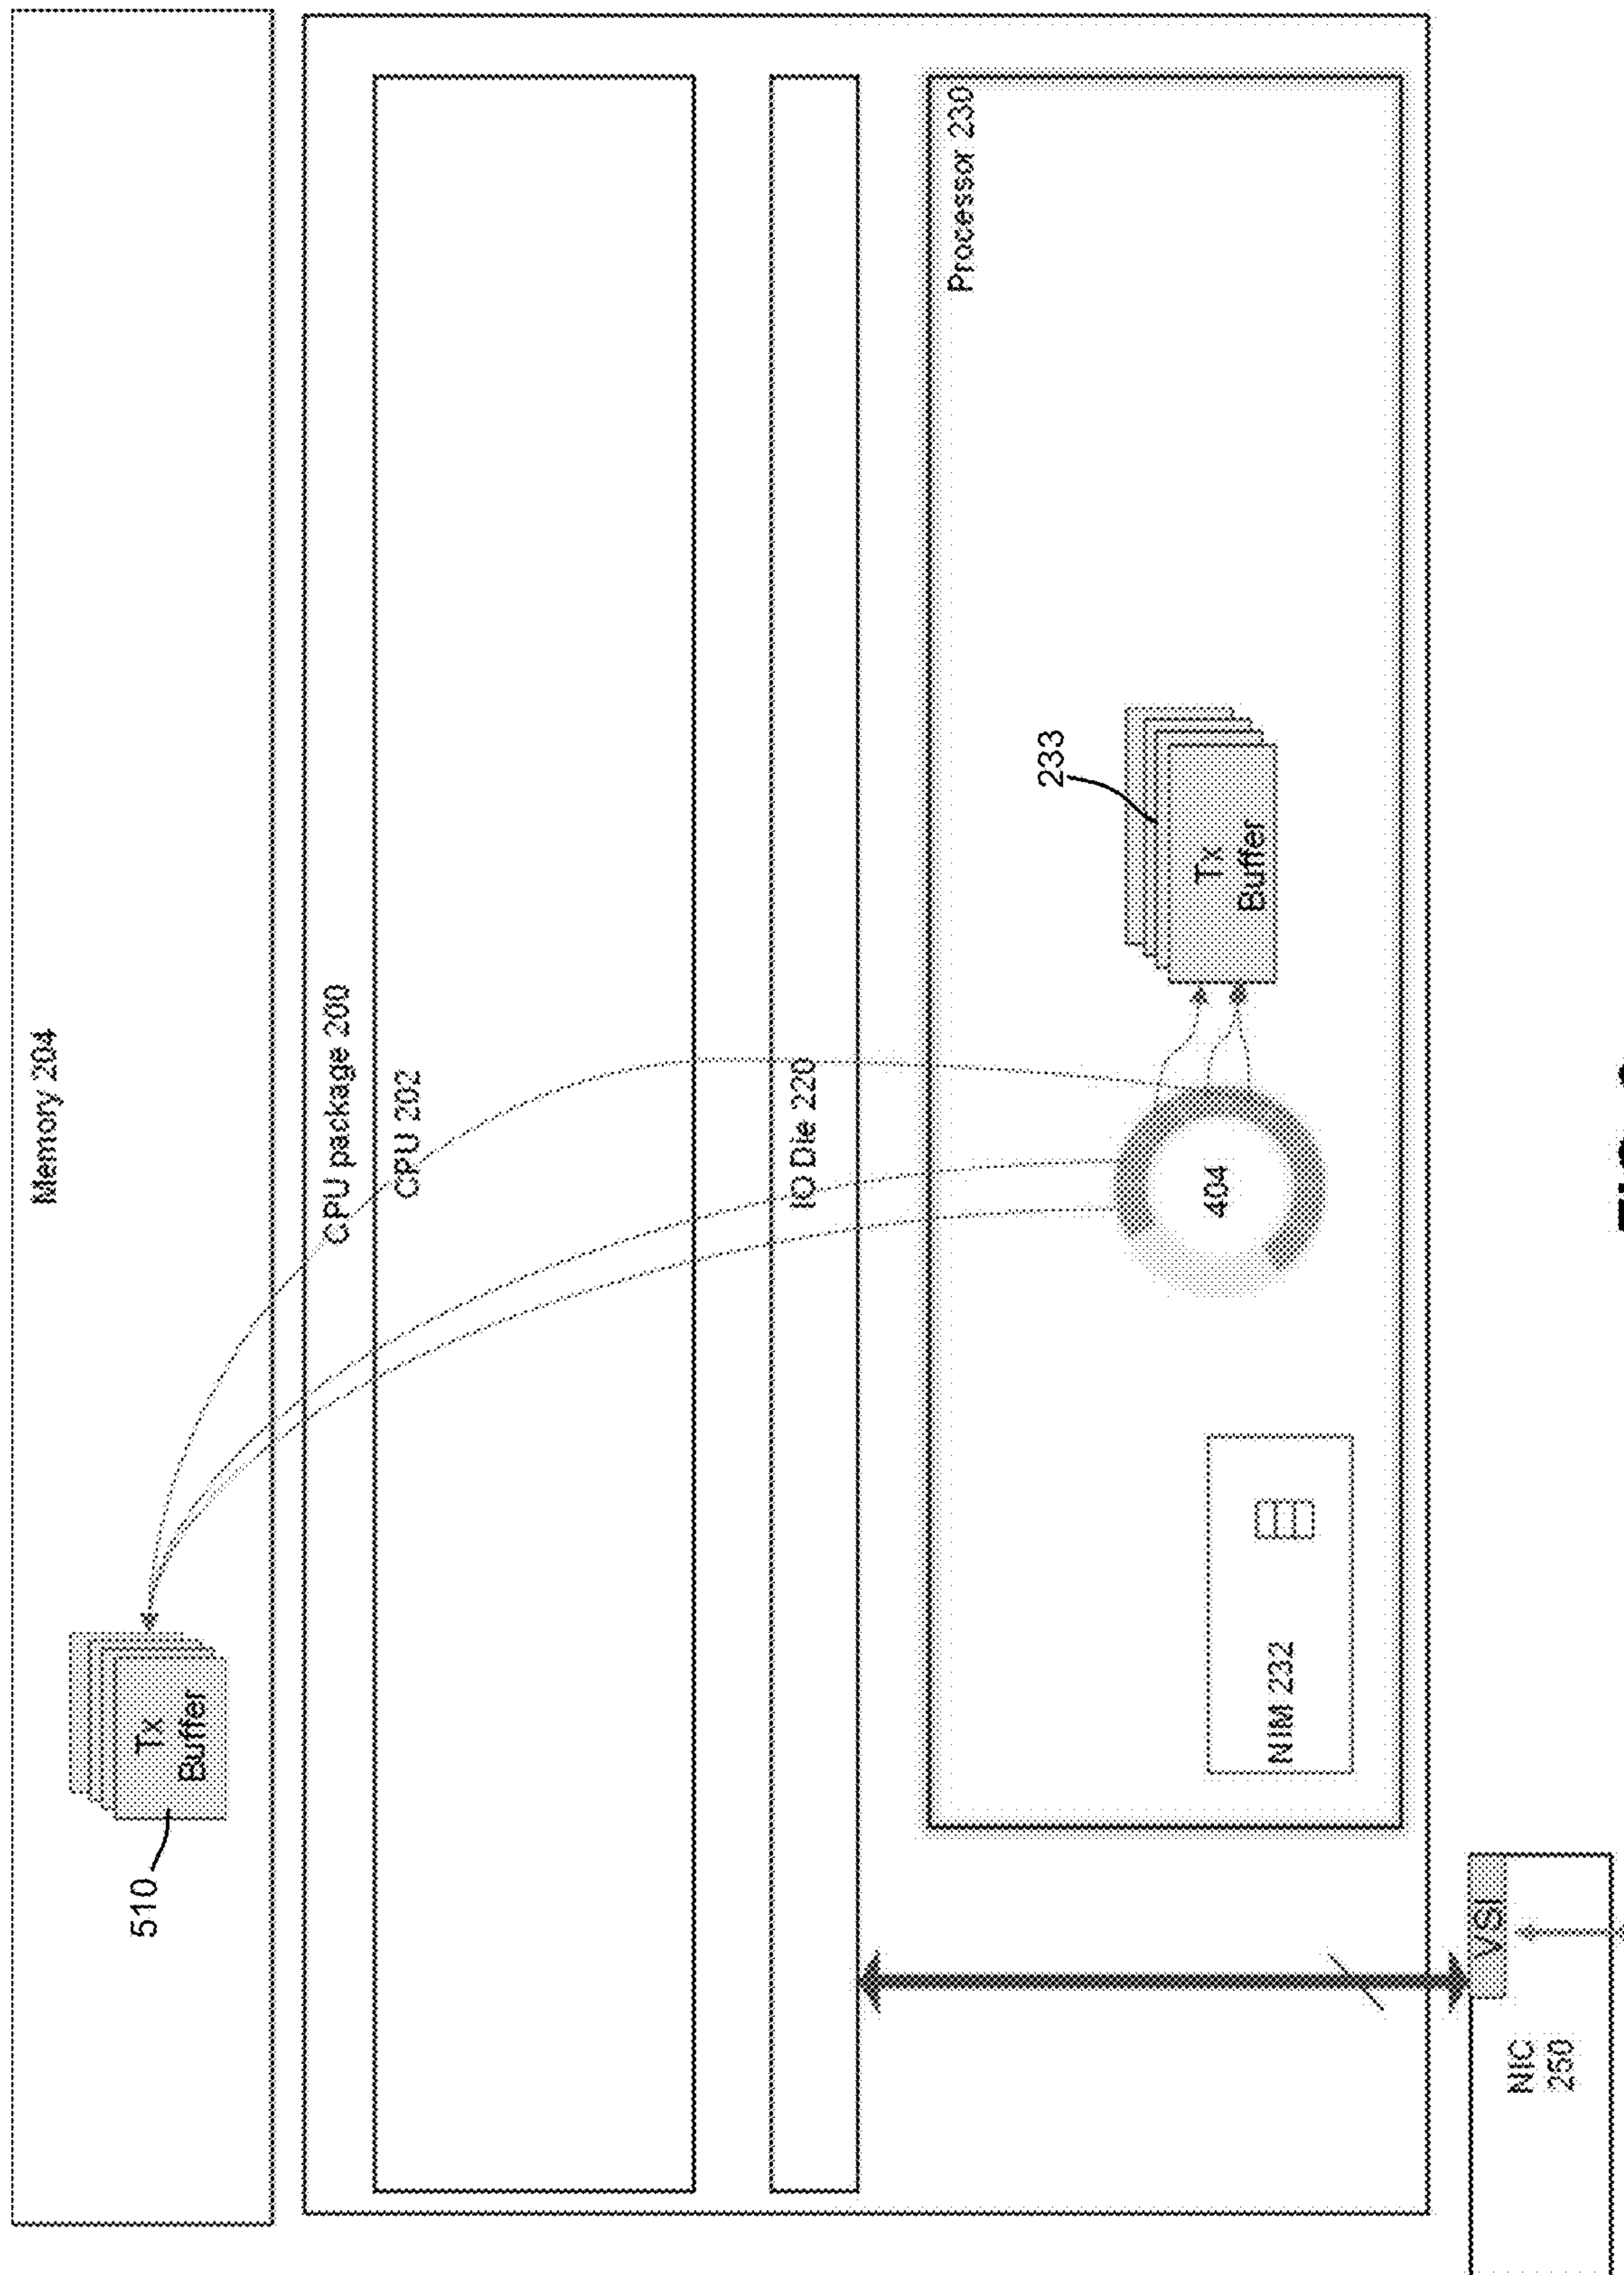 Memory 204
510
Tx
Buffer
CPU package 200
CPU 202
IO Die 220
Processor 230
233
Tx
Buffer
404
NIM 232
VSI
NIC
250